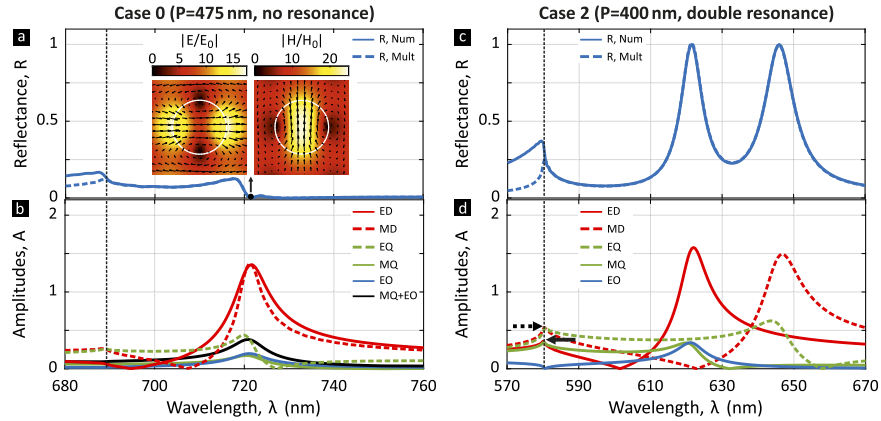 Case 0 (P=475 nm, no resonance)
a
|E/E0|
|H/H0|
0 5 10 15
0 10 20
R, Num
R, Mult
Reflectance, R
1
0.5
0
b
ED
MD
EQ
MQ
EO
MQ+EO
Amplitudes, A
2
1
0
680 700 720 740 760
Wavelength, λ (nm)
Case 2 (P=400 nm, double resonance)
c
R, Num
R, Mult
Reflectance, R
1
0.5
0
d
ED
MD
EQ
MQ
EO
Amplitudes, A
2
1
0
570 590 610 630 650 670
Wavelength, λ (nm)